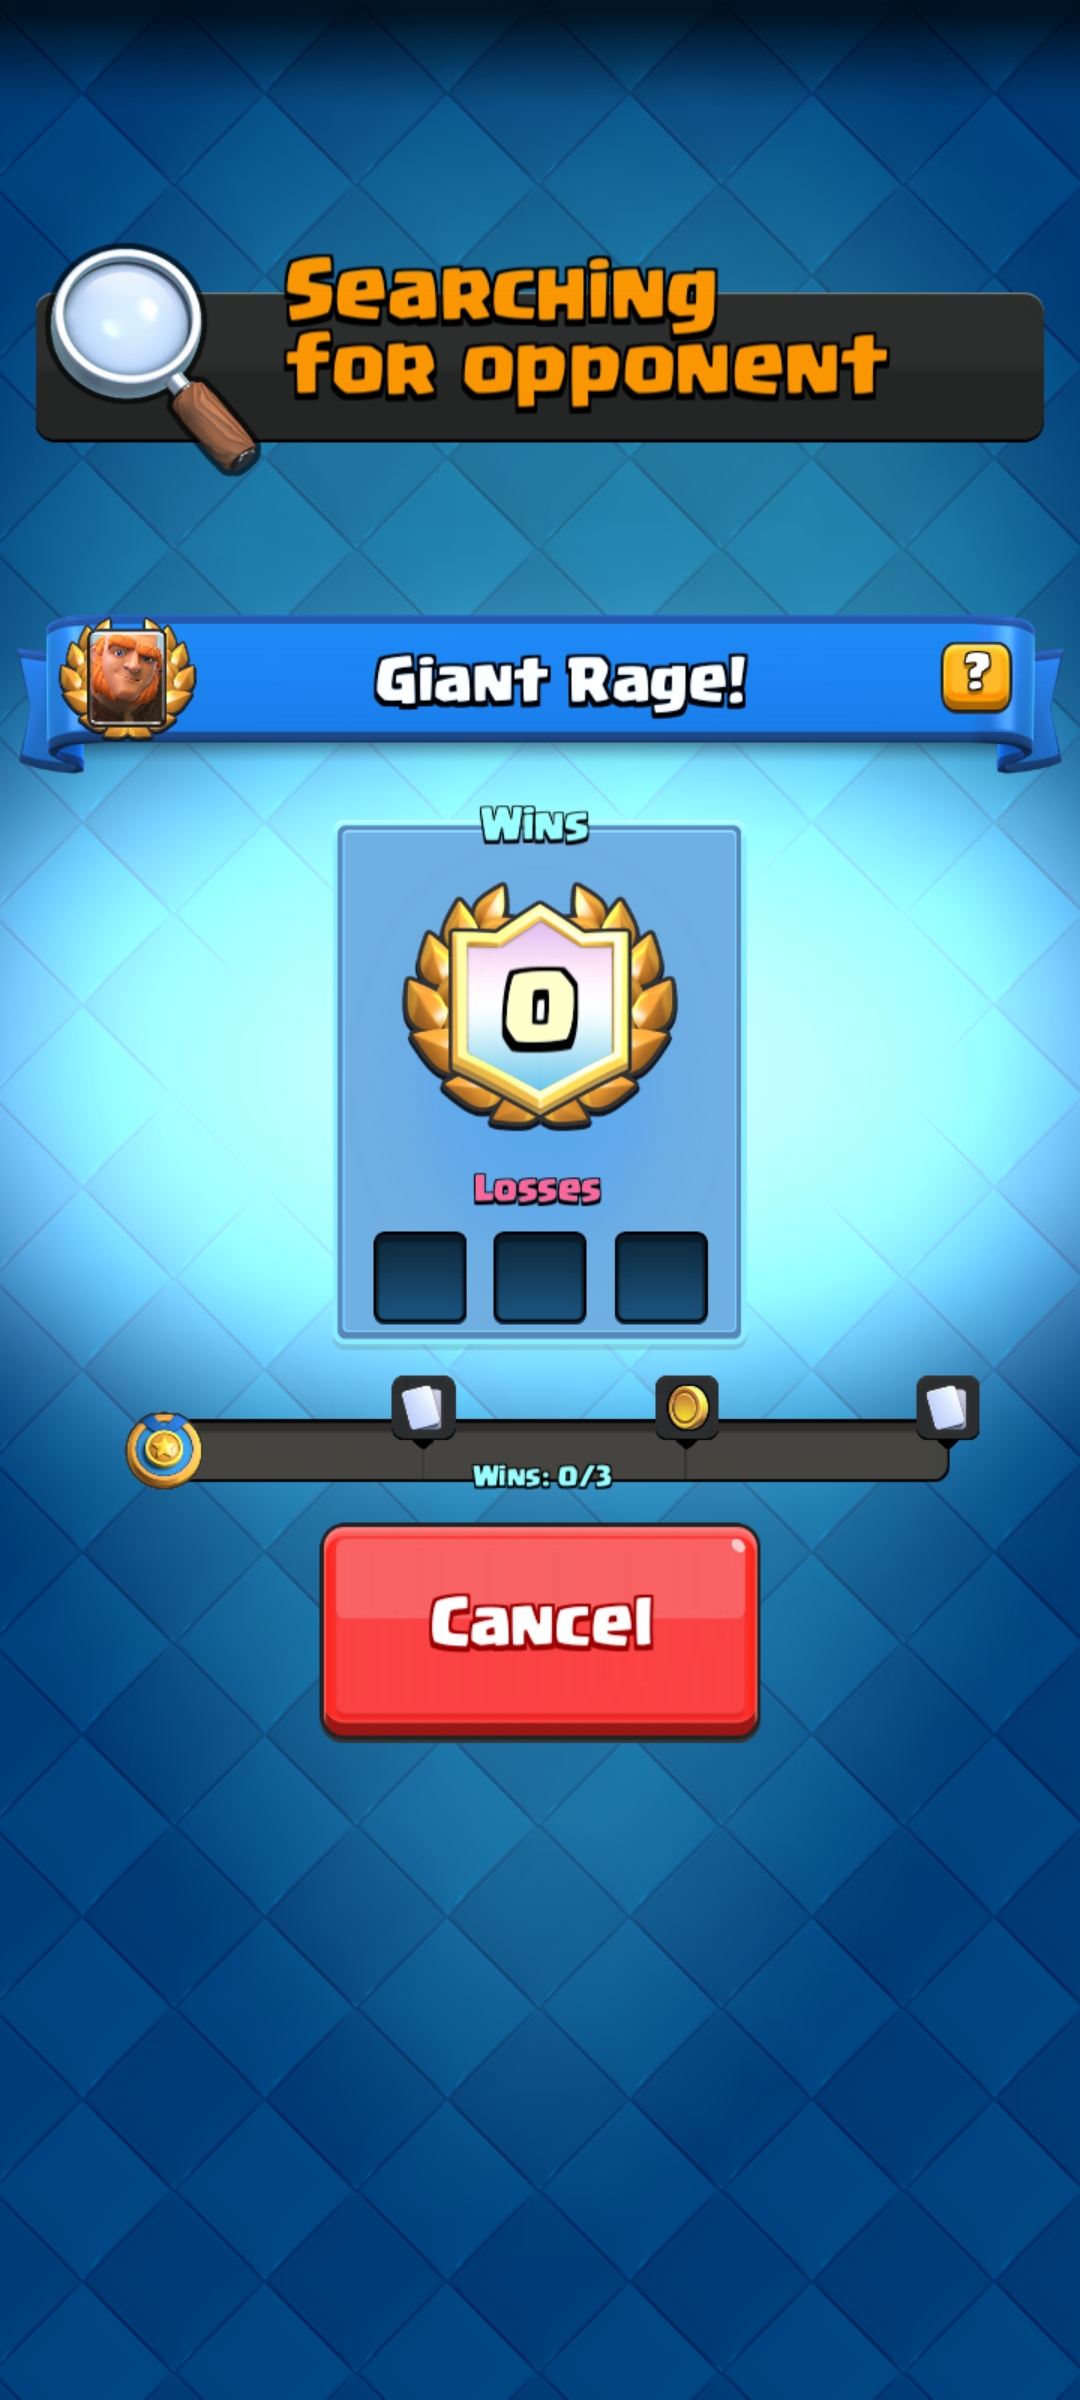 Searching
for opponent
Giant Rage!
?
Wins
0
Losses
Wins: 0/3
Cancel